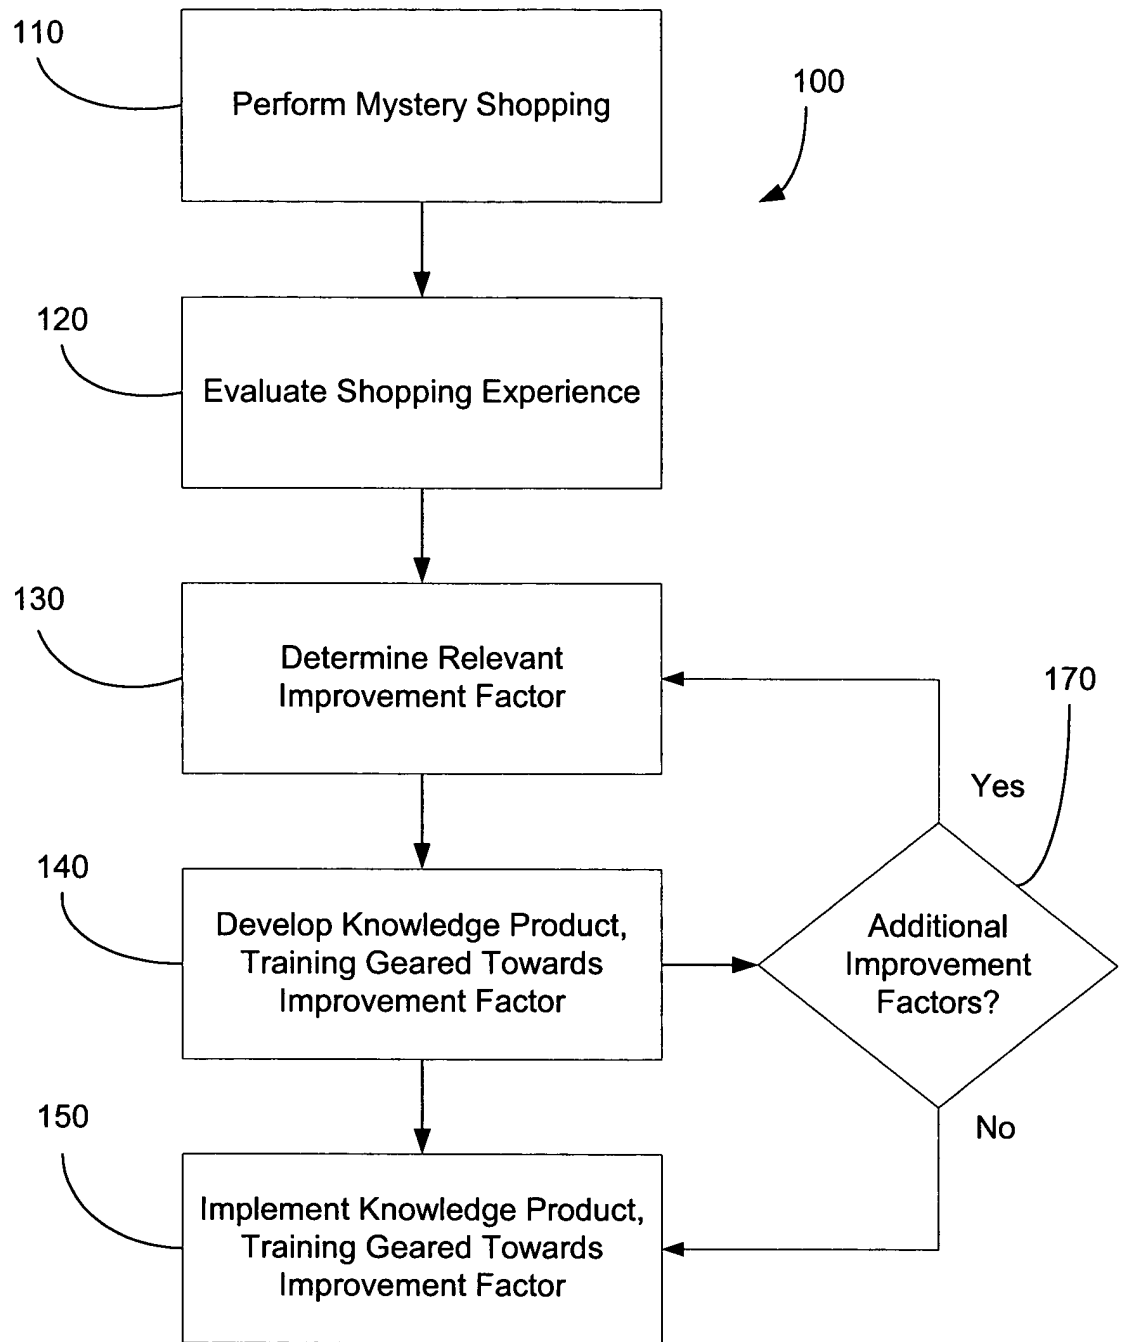 110
Perform Mystery Shopping
100
120
Evaluate Shopping Experience
130
Determine Relevant
Improvement Factor
170
Yes
140
Develop Knowledge Product,
Training Geared Towards
Improvement Factor
Additional
Improvement
Factors?
No
150
Implement Knowledge Product,
Training Geared Towards
Improvement Factor